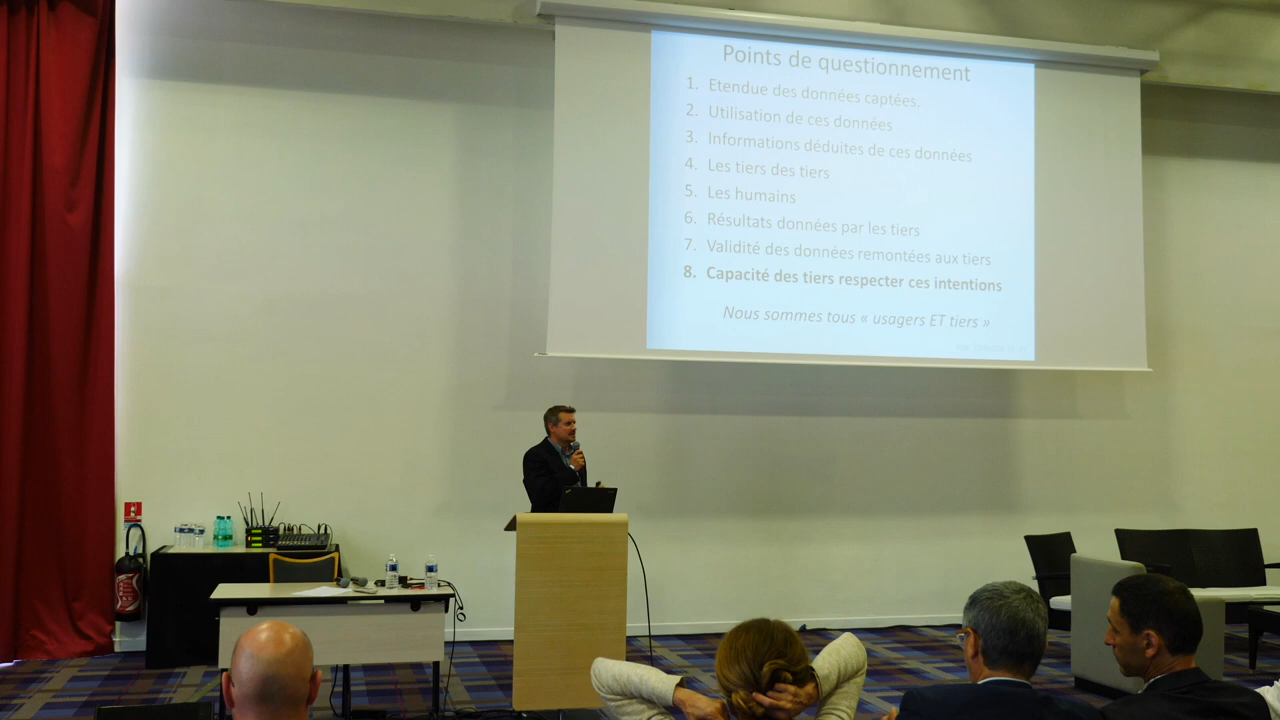 Points de questionnement
1. Etendue des données captées.
2. Utilisation de ces données
3. Informations déduites de ces données
4. Les tiers des tiers
5. Les humains
6. Résultats données par les tiers
7. Validité des données remontées aux tiers
8. Capacité des tiers respecter ces intentions
Nous sommes tous « usagers ET tiers »